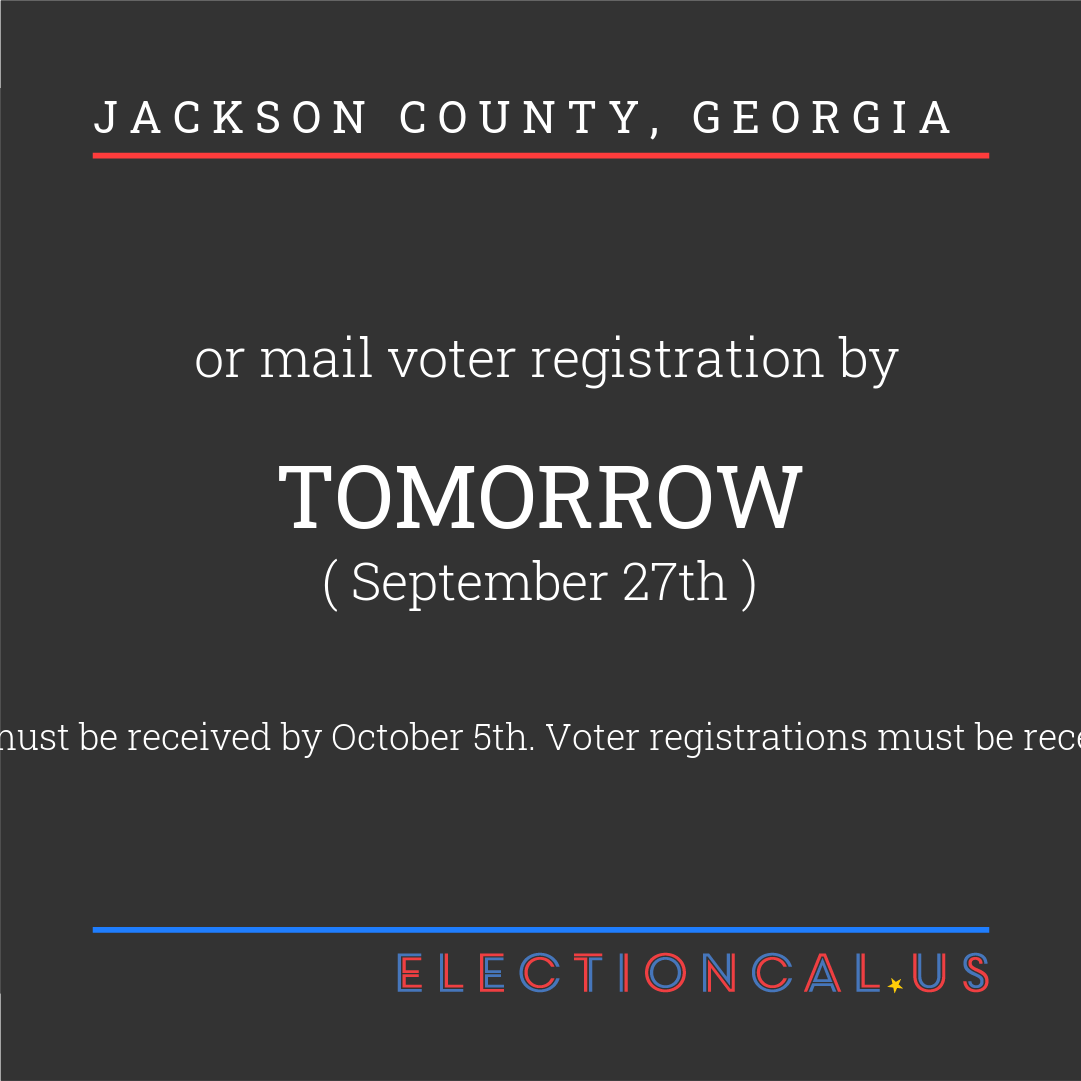 JACKSON COUNTY, GEORGIA
or mail voter registration by
TOMORROW
( September 27th )
must be received by October 5th. Voter registrations must be rece
ELECTIONCAL.US